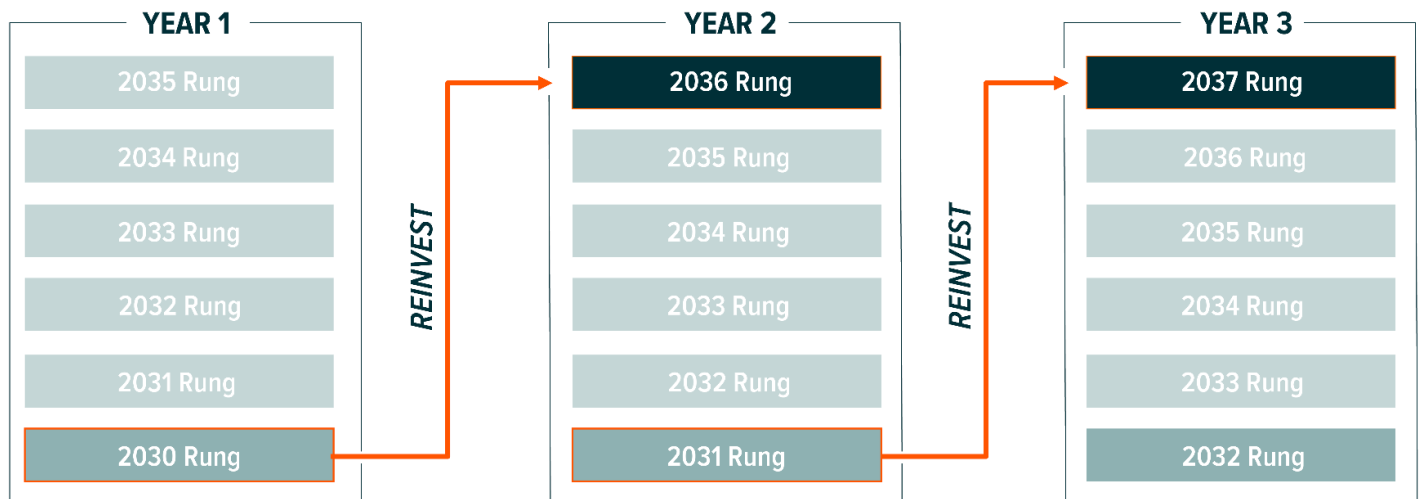 YEAR 1
2035 Rung
2034 Rung
2033 Rung
2032 Rung
2031 Rung
2030 Rung
REINVEST
YEAR 2
2036 Rung
2035 Rung
2034 Rung
2033 Rung
2032 Rung
2031 Rung
REINVEST
YEAR 3
2037 Rung
2036 Rung
2035 Rung
2034 Rung
2033 Rung
2032 Rung